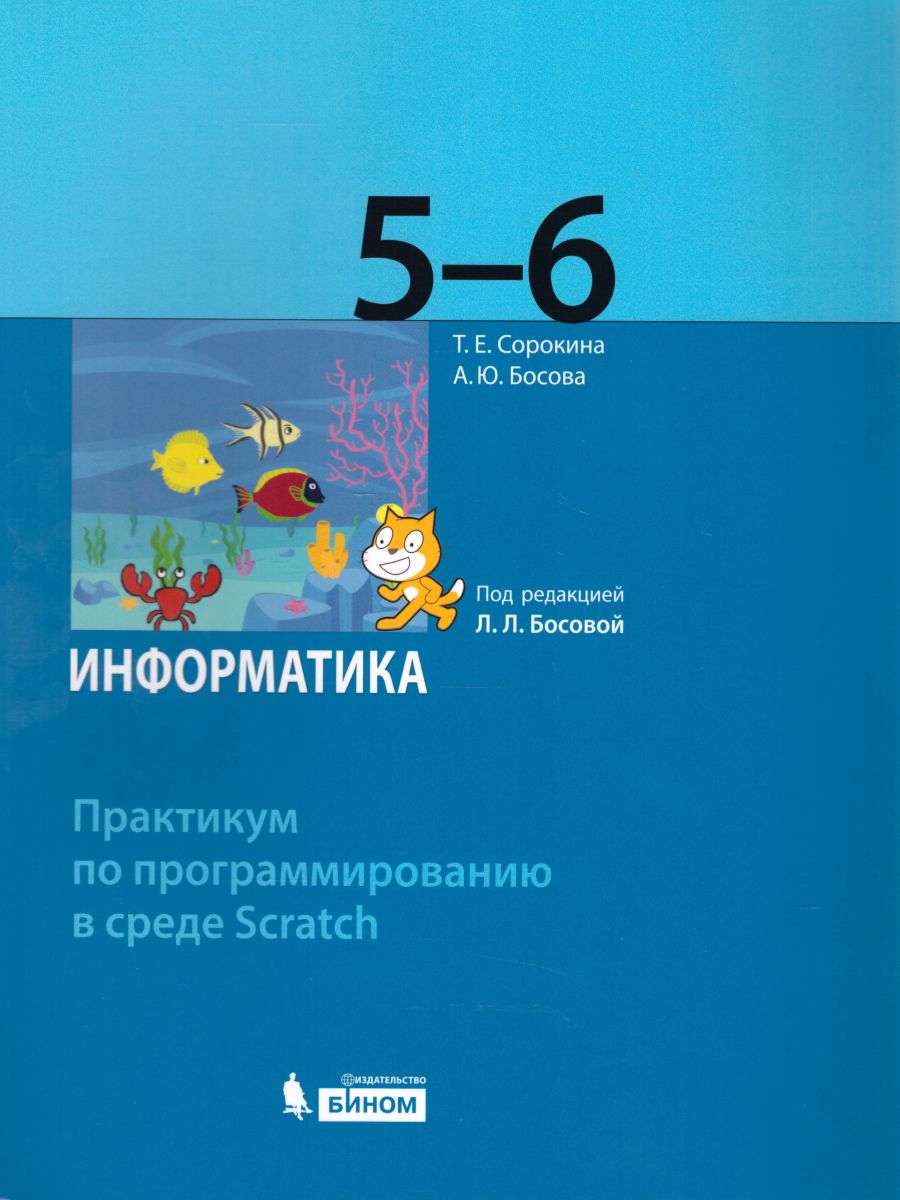 5–6
Т. Е. Сорокина
А. Ю. Босова
Под редакцией
Л. Л. Босовой
ИНФОРМАТИКА
Практикум
по программированию
в среде Scratch
ИЗДАТЕЛЬСТВО
БИНОМ